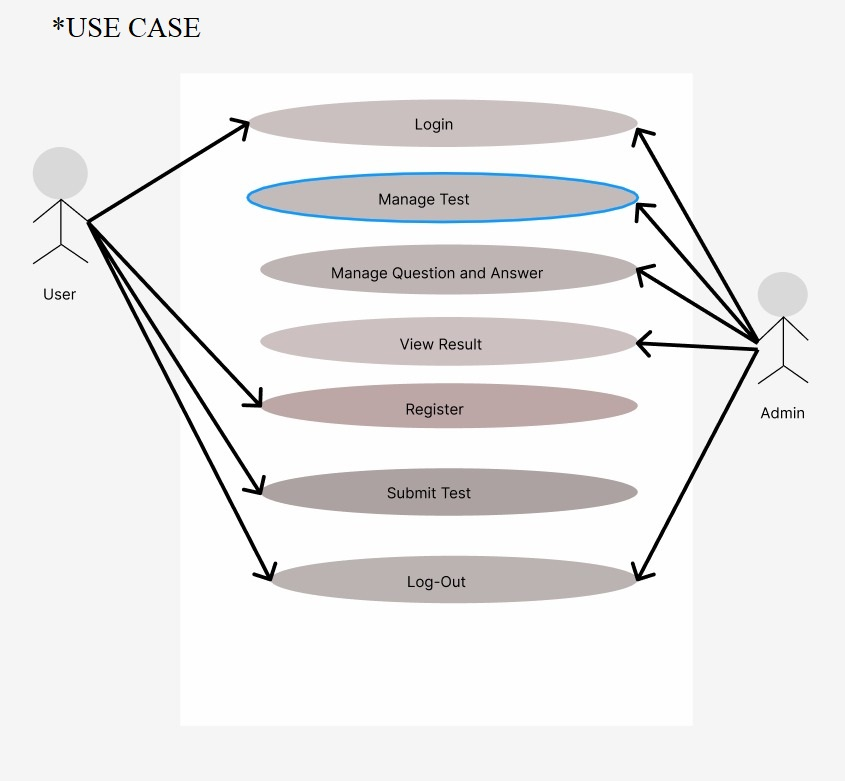 *USE CASE
Login
Manage Test
Manage Question and Answer
User
View Result
Register
Admin
Submit Test
Log-Out